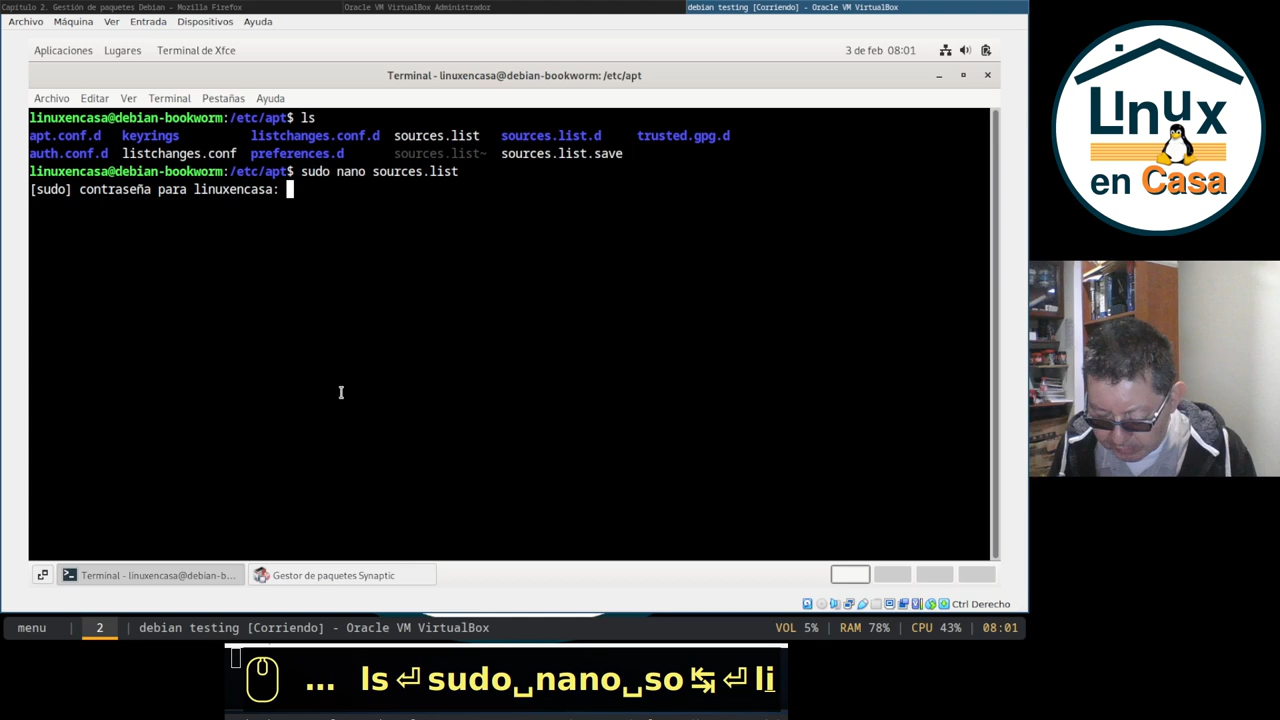 Capitulo 2. Gestión de paquetes Debian - Mozilla Firefox
Oracle VM VirtualBox Administrador
debian testing [Corriendo] - Oracle VM VirtualBox
Archivo Máquina Ver Entrada Dispositivos Ayuda
Aplicaciones Lugares Terminal de Xfce 3 de feb 08:01
Terminal - linuxencasa@debian-bookworm: /etc/apt
Archivo Editar Ver Terminal Pestañas Ayuda
linuxencasa@debian-bookworm:/etc/apt$ ls
apt.conf.d keyrings listchanges.conf.d sources.list sources.list.d trusted.gpg.d
auth.conf.d listchanges.conf preferences.d sources.list~ sources.list.save
linuxencasa@debian-bookworm:/etc/apt$ sudo nano sources.list
[sudo] contraseña para linuxencasa:
Terminal - linuxencasa@debian-b...
Gestor de paquetes Synaptic
Ctrl Derecho
menu | 2 | debian testing [Corriendo] - Oracle VM VirtualBox VOL 5% | RAM 78% | CPU 43% | 08:01
... ls⏎sudo␣nano␣so↹⏎li
LInux
en Casa